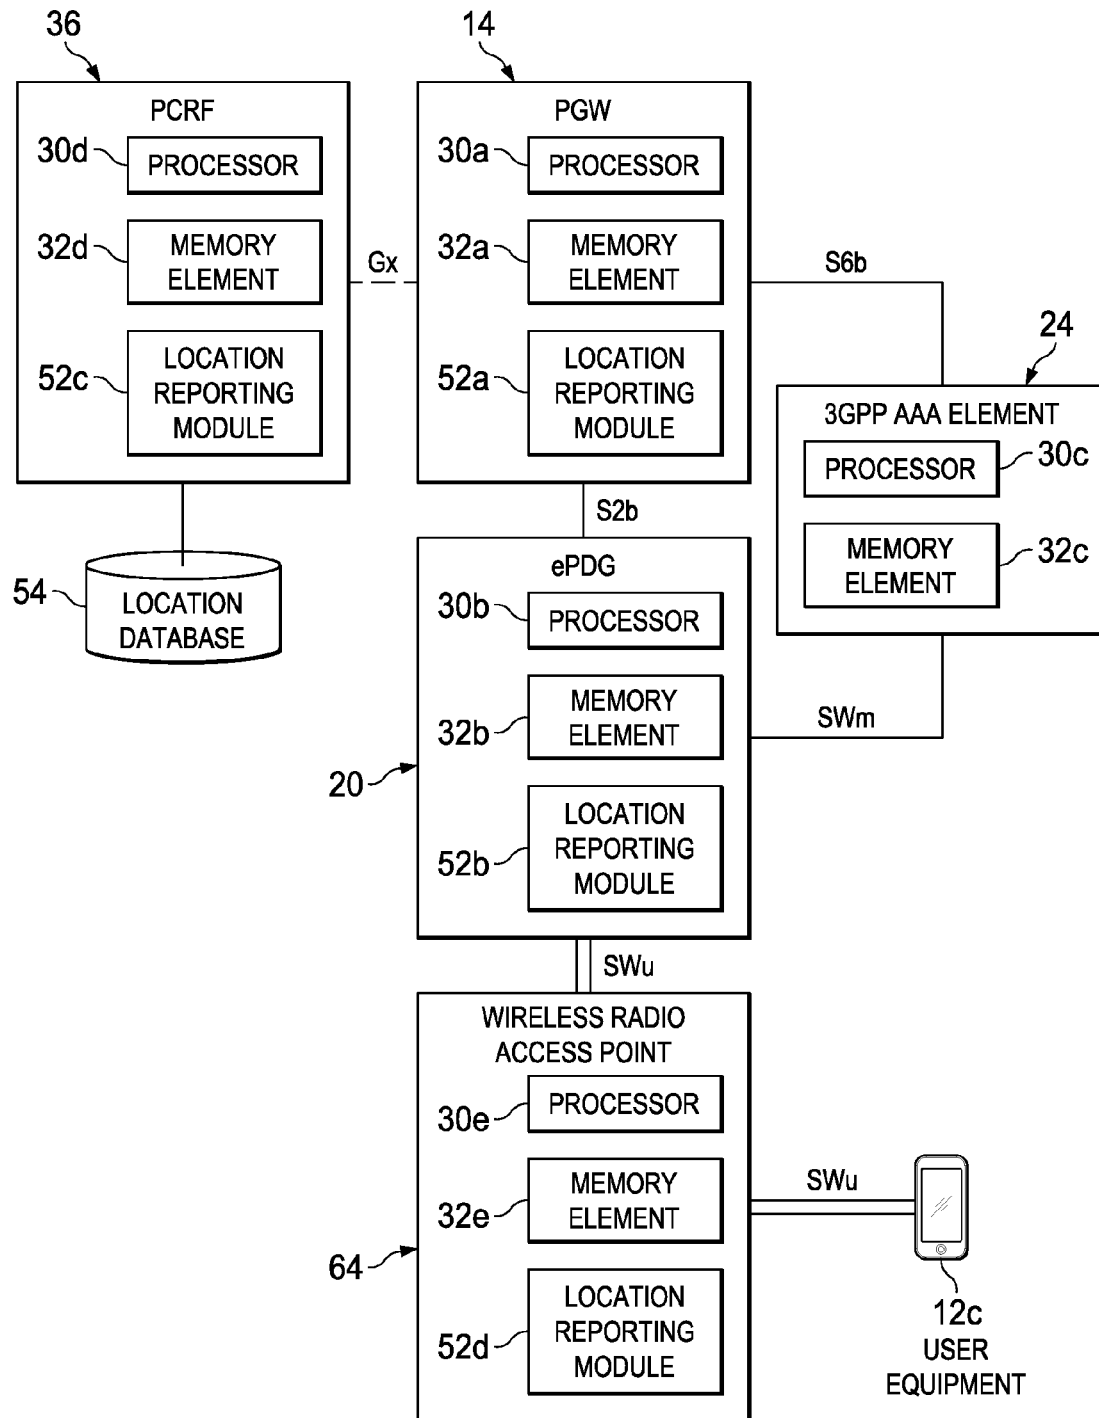 36
14
PCRF
PGW
30d
PROCESSOR
30a
PROCESSOR
32d
MEMORY
ELEMENT
Gx
32a
MEMORY
ELEMENT
S6b
52c
LOCATION
REPORTING
MODULE
52a
LOCATION
REPORTING
MODULE
24
3GPP AAA ELEMENT
PROCESSOR
30c
MEMORY
ELEMENT
32c
S2b
54
LOCATION
DATABASE
ePDG
30b
PROCESSOR
32b
MEMORY
ELEMENT
SWm
20
52b
LOCATION
REPORTING
MODULE
SWu
WIRELESS RADIO
ACCESS POINT
30e
PROCESSOR
32e
MEMORY
ELEMENT
SWu
64
52d
LOCATION
REPORTING
MODULE
12c
USER
EQUIPMENT